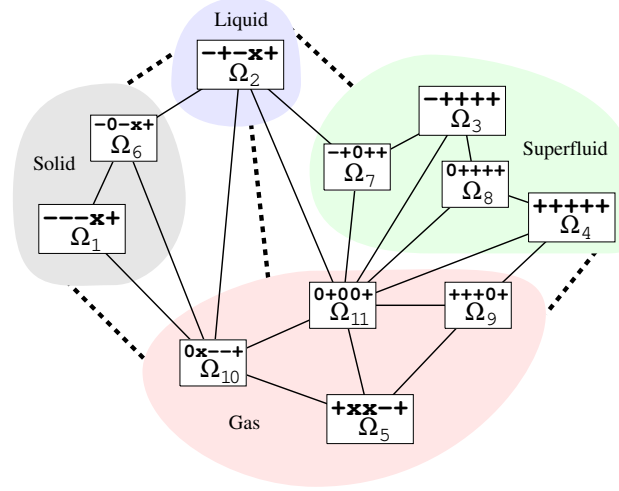 Liquid
-+-x+
Ω2
-++++
Ω3
-0-x+
Ω6
Solid
Superfluid
-+0++
Ω7
0++++
Ω8
---x+
Ω1
+++++
Ω4
0+00+
Ω11
+++0+
Ω9
0x--+
Ω10
+xx-+
Ω5
Gas